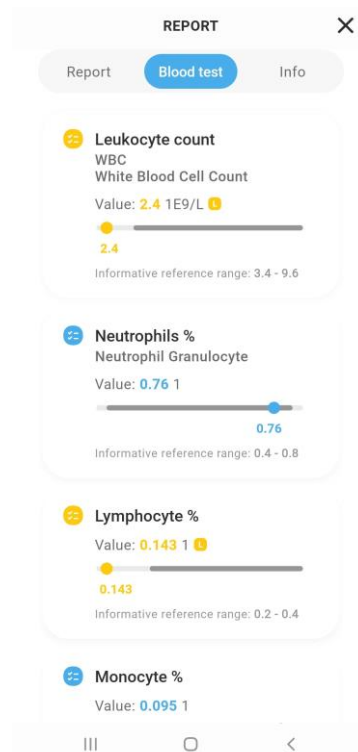 REPORT
Report Blood test Info
Leukocyte count
WBC
White Blood Cell Count
Value: 2.4 1E9/L L
2.4
Informative reference range: 3.4 - 9.6
Neutrophils %
Neutrophil Granulocyte
Value: 0.76 1
0.76
Informative reference range: 0.4 - 0.8
Lymphocyte %
Value: 0.143 1 L
0.143
Informative reference range: 0.2 - 0.4
Monocyte %
Value: 0.095 1